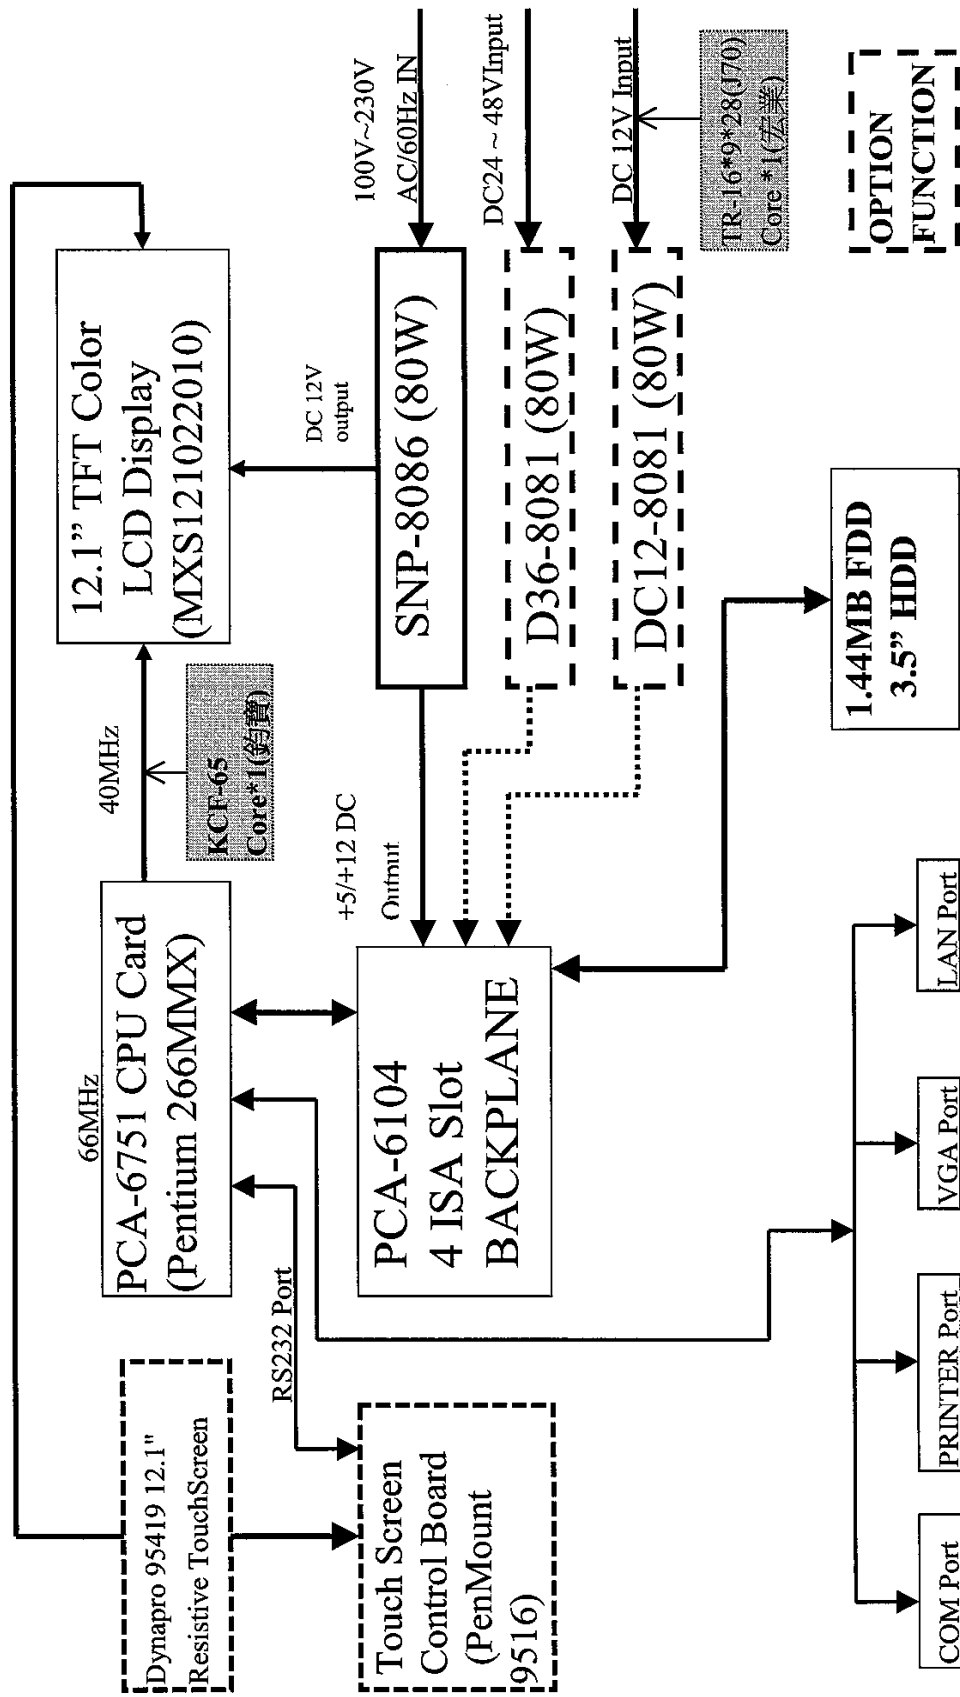 Dynapro 95419 12.1"
Resistive TouchScreen
Touch Screen
Control Board
(PenMount
9516)
RS232 Port
66MHz
PCA-6751 CPU Card
(Pentium 266MMX)
40MHz
KCF-65
Core*1(鈞寶)
12.1” TFT Color
LCD Display
(MXS121022010)
PCA-6104
4 ISA Slot
BACKPLANE
+5/+12 DC
Output
DC 12V
output
SNP-8086 (80W)
100V~230V
AC/60Hz IN
D36-8081 (80W)
DC24 ~ 48VInput
DC12-8081 (80W)
DC 12V Input
TR-16*9*28(J70)
Core *1(宏業)
1.44MB FDD
3.5” HDD
COM Port
PRINTER Port
VGA Port
LAN Port
OPTION
FUNCTION